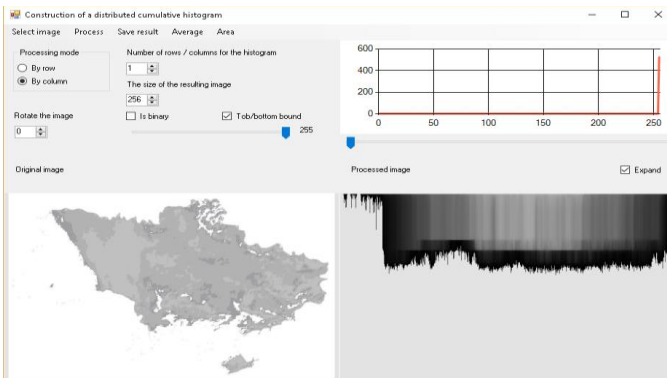 Construction of a distributed cumulative histogram
Select image Process Save result Average Area
Processing mode
By row
By column
Number of rows / columns for the histogram
1
The size of the resulting image
256
Rotate the image
0
Is binary
Tob/bottom bound
255
600
400
200
0
0 50 100 150 200 250
Original image
Processed image
Expand